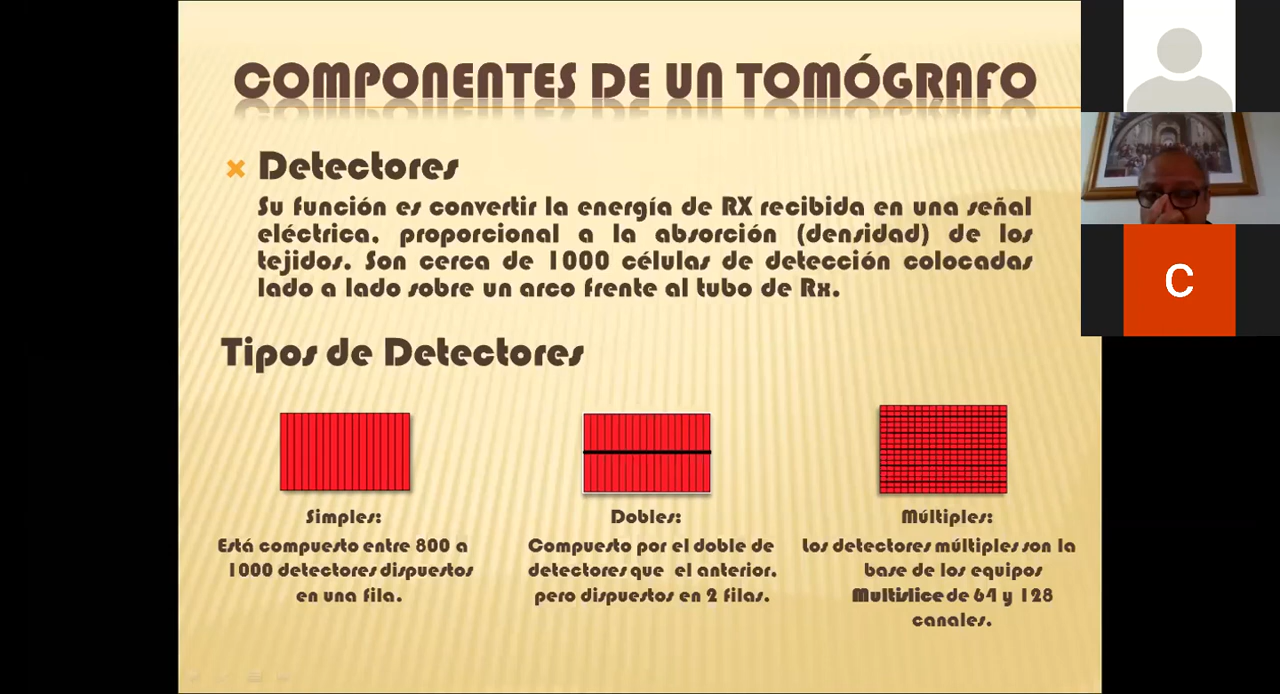 COMPONENTES DE UN TOMÓGRAFO
Detectores
Su función es convertir la energía de RX recibida en una señal
eléctrica, proporcional a la absorción (densidad) de los
tejidos. Son cerca de 1000 células de detección colocadas
lado a lado sobre un arco frente al tubo de Rx.
Tipos de Detectores
Simples:
Está compuesto entre 800 a
1000 detectores dispuestos
en una fila.
Dobles:
Compuesto por el doble de
detectores que el anterior,
pero dispuestos en 2 filas.
Múltiples:
Los detectores múltiples son la
base de los equipos
Multislice de 64 y 128
canales.
C